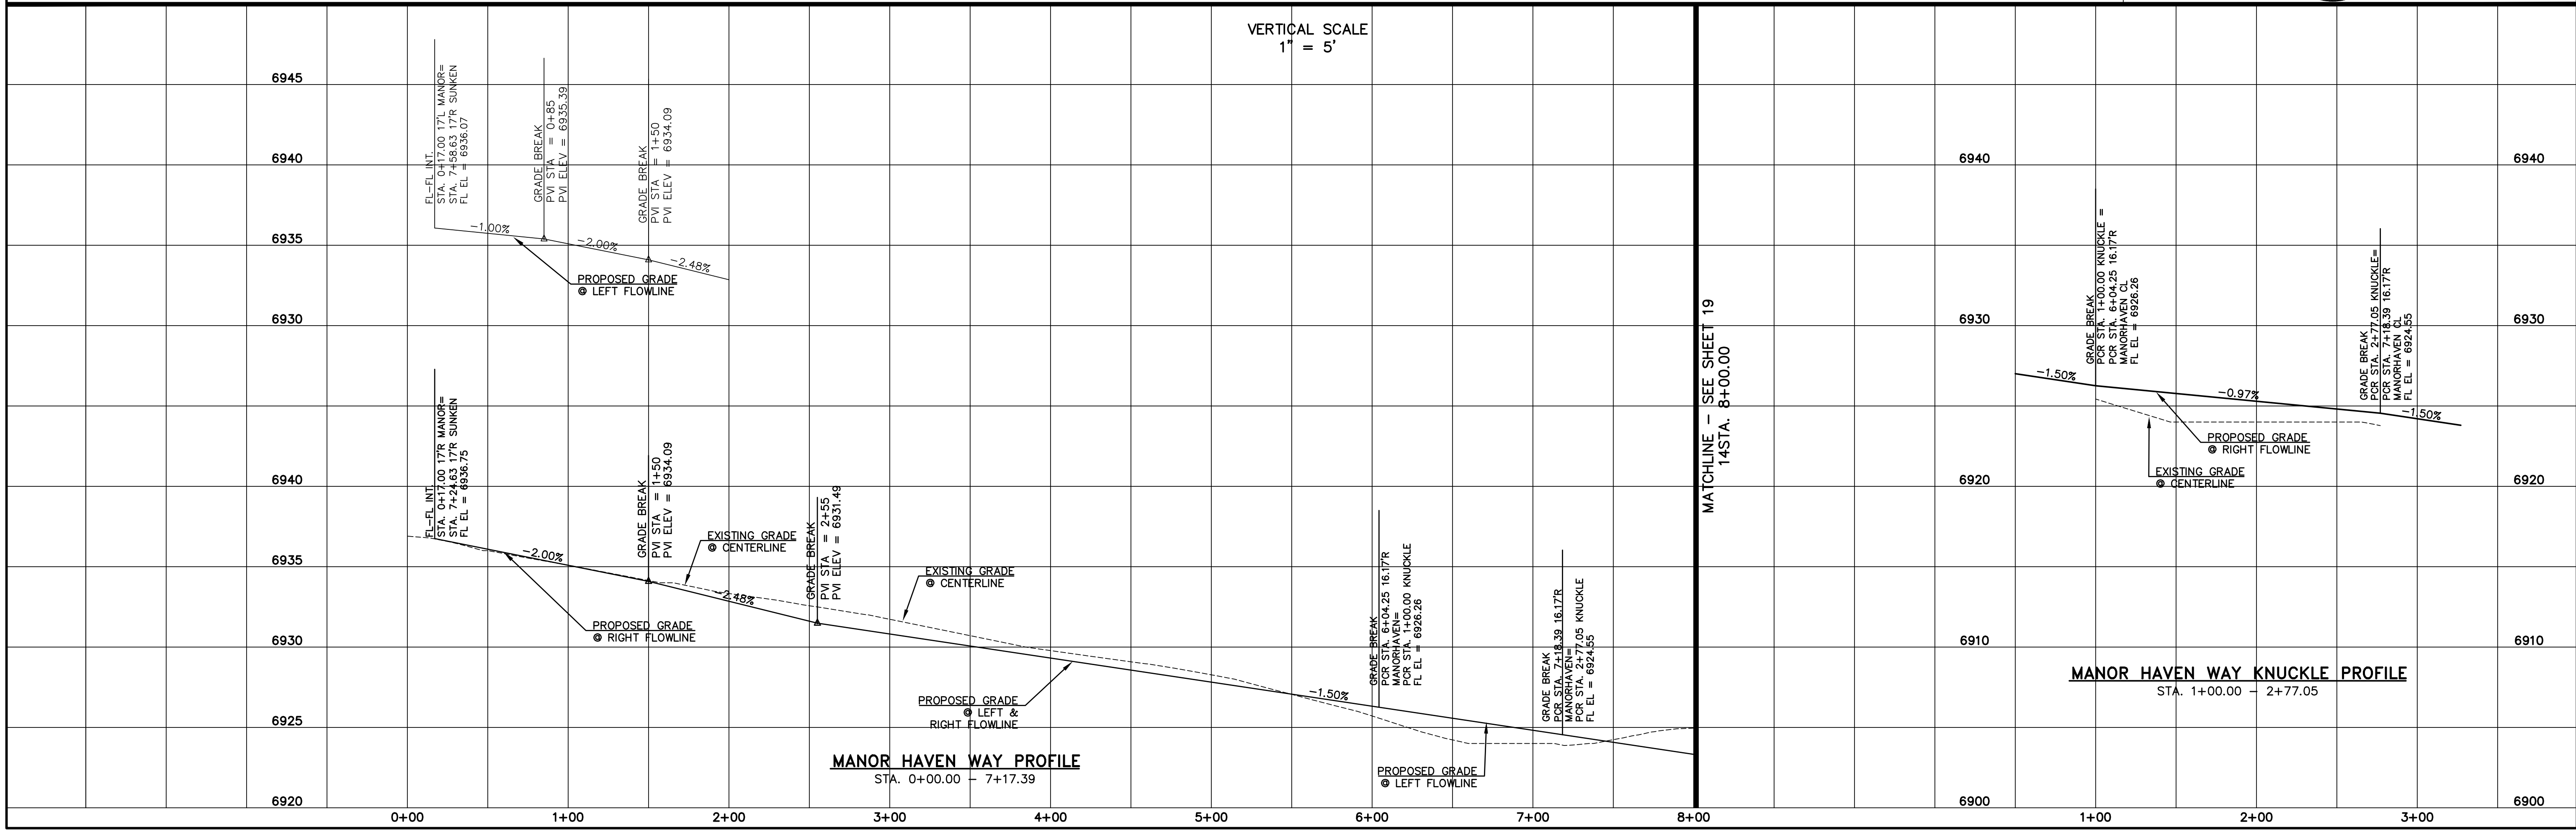 VERTICAL SCALE
1" = 5'
6945
6940
6935
6930
6940
6935
6930
6925
6920
FL-FL INT.
STA. 0+17.00 17'L MANOR=
STA. 7+58.63 17'R SUNKEN
FL EL = 6936.07
GRADE BREAK
PVI STA = 0+85
PVI ELEV = 6935.39
GRADE BREAK
PVI STA = 1+50
PVI ELEV = 6934.09
-1.00%
-2.00%
-2.48%
PROPOSED GRADE
@ LEFT FLOWLINE
FL-FL INT.
STA. 0+17.00 17'R MANOR=
STA. 7+24.63 17'R SUNKEN
FL EL = 6936.75
GRADE BREAK
PVI STA = 1+50
PVI ELEV = 6934.09
GRADE BREAK
PVI STA = 2+55
PVI ELEV = 6931.49
-2.00%
-2.48%
EXISTING GRADE
@ CENTERLINE
EXISTING GRADE
@ CENTERLINE
PROPOSED GRADE
@ RIGHT FLOWLINE
PROPOSED GRADE
@ LEFT &
RIGHT FLOWLINE
-1.50%
GRADE BREAK
PCR STA. 6+04.25 16.17'R
MANORHAVEN=
PCR STA. 1+00.00 KNUCKLE
FL EL = 6926.26
GRADE BREAK
PCR STA. 7+18.39 16.17'R
MANORHAVEN=
PCR STA. 2+77.05 KNUCKLE
FL EL = 6924.55
PROPOSED GRADE
@ LEFT FLOWLINE
MANOR HAVEN WAY PROFILE
STA. 0+00.00 - 7+17.39
0+00
1+00
2+00
3+00
4+00
5+00
6+00
7+00
8+00
MATCHLINE - SEE SHEET 19
14STA. 8+00.00
6940
6930
6920
6910
6900
GRADE BREAK
PCR STA. 1+00.00 KNUCKLE =
PCR STA. 6+04.25 16.17'R
MANORHAVEN CL
FL EL = 6926.26
GRADE BREAK
PCR STA. 2+77.05 KNUCKLE=
PCR STA. 7+18.39 16.17'R
MANORHAVEN CL
FL EL = 6924.55
-1.50%
-0.97%
-1.50%
PROPOSED GRADE
@ RIGHT FLOWLINE
EXISTING GRADE
@ CENTERLINE
MANOR HAVEN WAY KNUCKLE PROFILE
STA. 1+00.00 - 2+77.05
1+00
2+00
3+00
6940
6930
6920
6910
6900